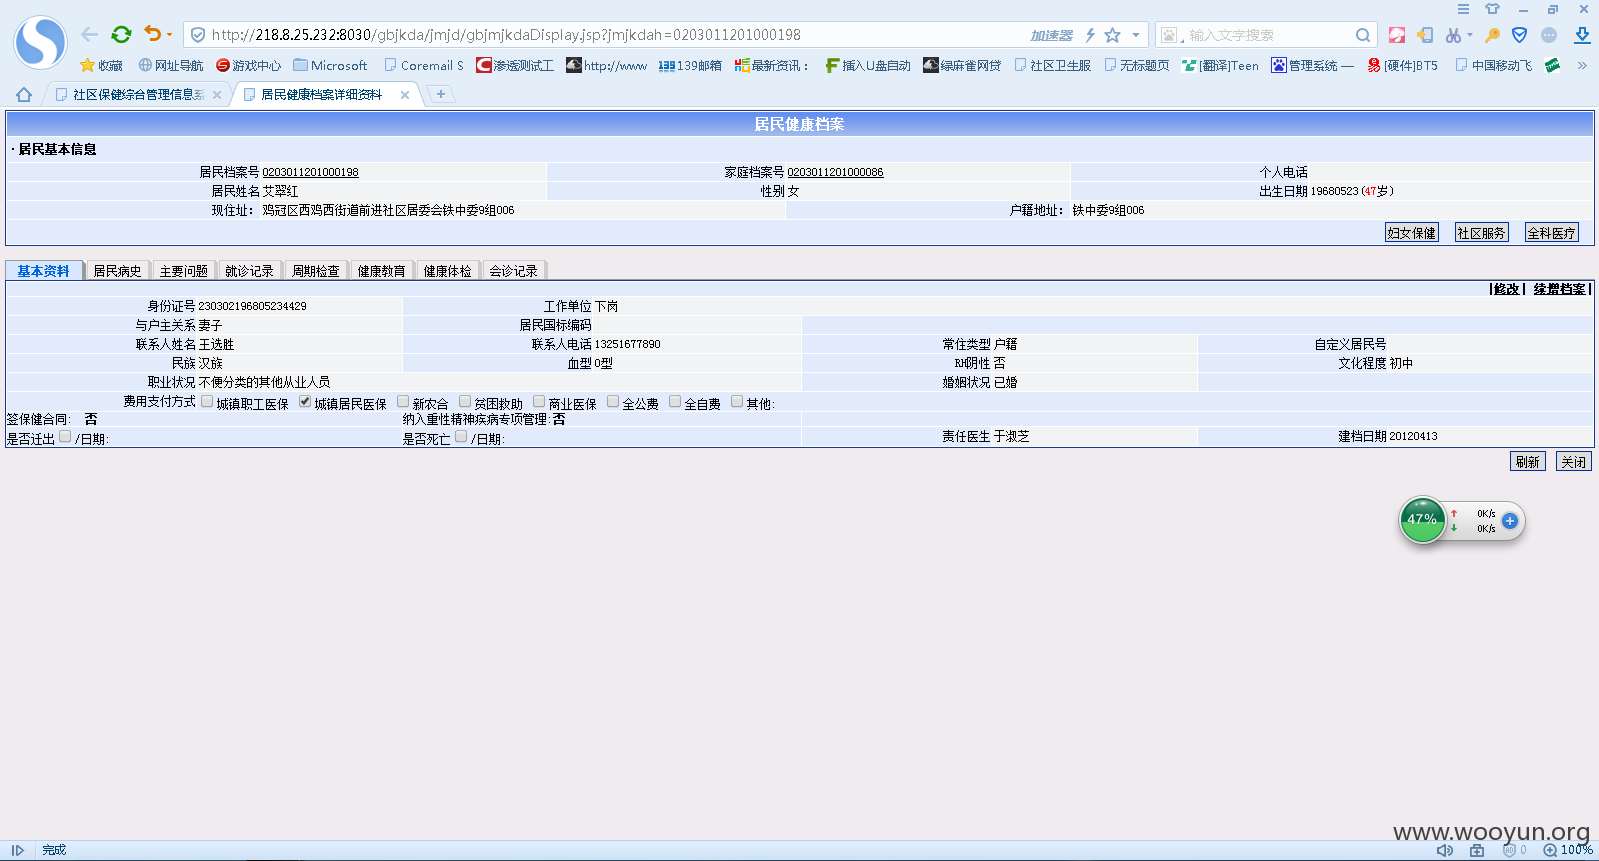 http://218.8.25.232:8030/gbjkda/jmjd/gbjmjkdaDisplay.jsp?jmjkdah=0203011201000198 加速器 输入文字搜索
收藏 网址导航 游戏中心 Microsoft Coremail S 渗透测试工 http://www 139邮箱 最新资讯： 插入U盘自动 绿麻雀网贷 社区卫生服 无标题页 [翻译]Teen 管理系统 — [硬件]BT5 中国移动飞 »
社区保健综合管理信息系 居民健康档案详细资料
居民健康档案
· 居民基本信息
居民档案号 0203011201000198 家庭档案号 0203011201000086 个人电话
居民姓名 艾翠红 性别 女 出生日期 19680523(47岁)
现住址： 鸡冠区西鸡西街道前进社区居委会铁中委9组006 户籍地址： 铁中委9组006
妇女保健 社区服务 全科医疗
基本资料 居民病史 主要问题 就诊记录 周期检查 健康教育 健康体检 会诊记录
|修改| 续增档案|
身份证号 230302196805234429 工作单位 下岗
与户主关系 妻子 居民国标编码
联系人姓名 王选胜 联系人电话 13251677890 常住类型 户籍 自定义居民号
民族 汉族 血型 O型 RH阴性 否 文化程度 初中
职业状况 不便分类的其他从业人员 婚姻状况 已婚
费用支付方式 城镇职工医保 城镇居民医保 新农合 贫困救助 商业医保 全公费 全自费 其他:
签保健合同: 否 纳入重性精神疾病专项管理:否
是否迁出 /日期: 是否死亡 /日期: 责任医生 于淑芝 建档日期 20120413
刷新 关闭
47% 0K/s
0K/s
www.wooyun.org
完成 0 100%